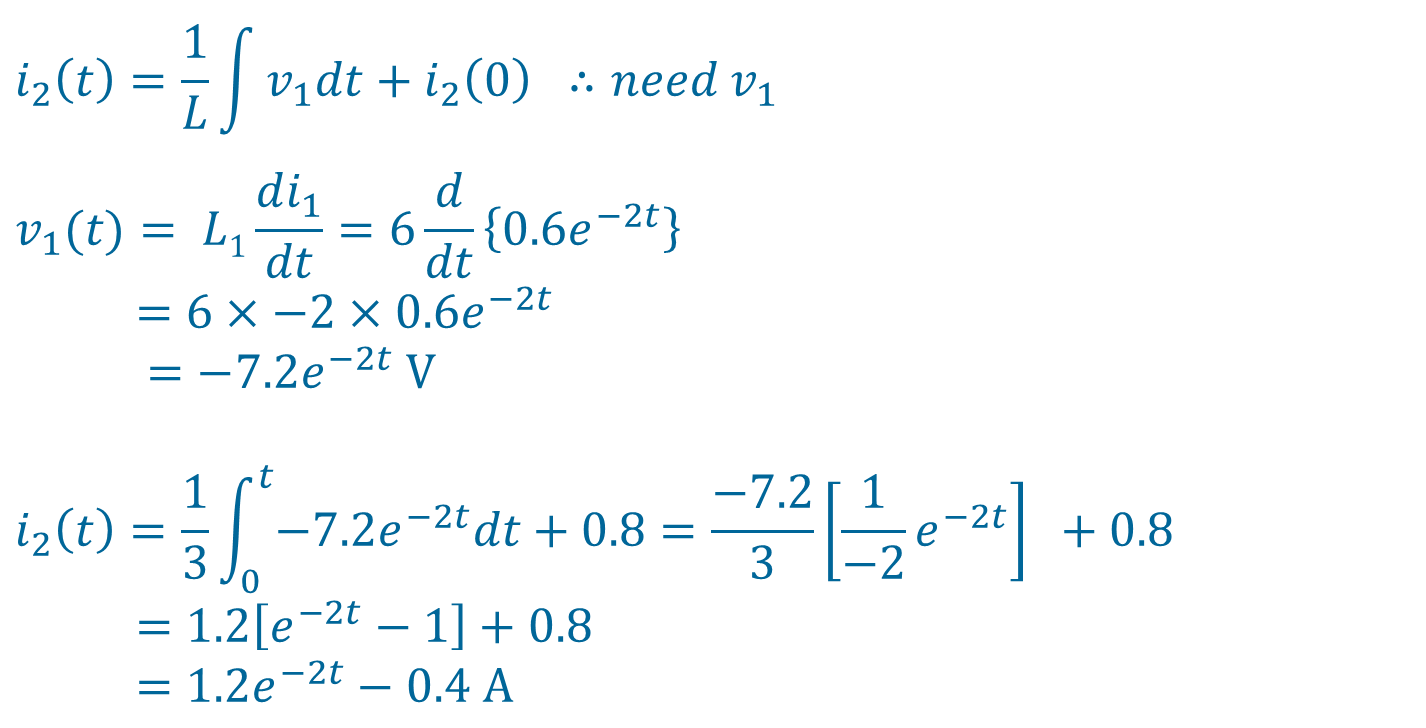 i₂(t) = 1/L ∫ v₁dt + i₂(0) ∴ need v₁
v₁(t) = L₁ di₁/dt = 6 d/dt {0.6e⁻²ᵗ}
= 6 × −2 × 0.6e⁻²ᵗ
= −7.2e⁻²ᵗ V
i₂(t) = 1/3 ∫₀ᵗ −7.2e⁻²ᵗdt + 0.8 = −7.2/3 [1/−2 e⁻²ᵗ] + 0.8
= 1.2[e⁻²ᵗ − 1] + 0.8
= 1.2e⁻²ᵗ − 0.4 A